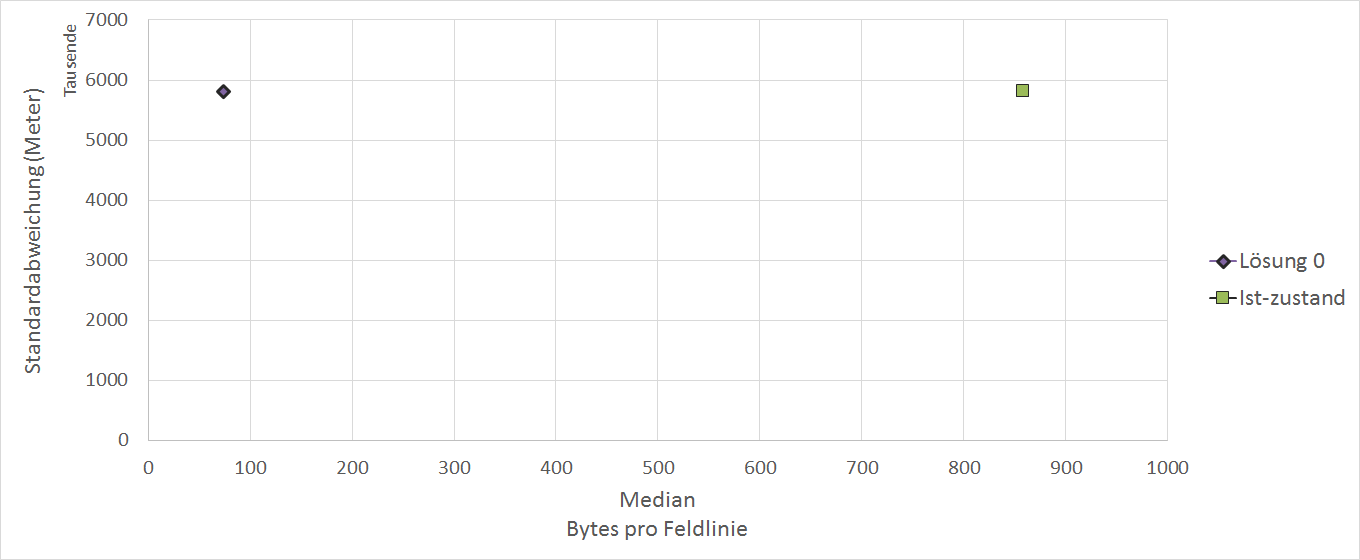 Standardabweichung (Meter)
Tausende
7000
6000
5000
4000
3000
2000
1000
0
0 100 200 300 400 500 600 700 800 900 1000
Median
Bytes pro Feldlinie
Lösung 0
Ist-zustand